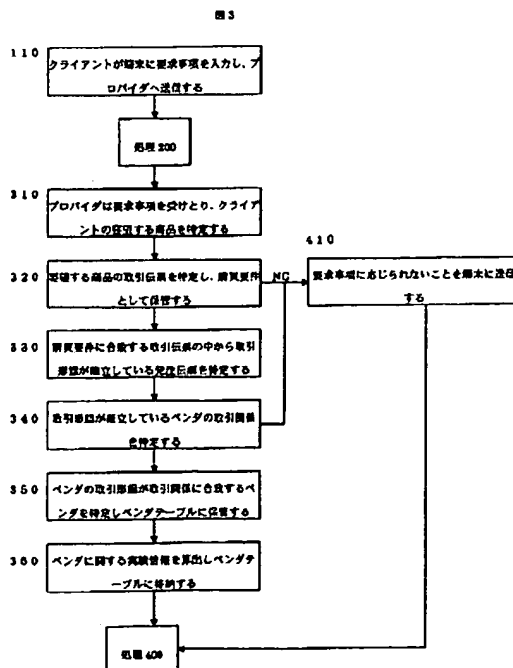 図3
110
クライアントが端末に要求事項を入力し、プ
ロバイダへ送信する
処理200
310
プロバイダは要求事項を受けとり、クライア
ントの要望する商品を特定する
410
320
要望する商品の取引伝票を特定し、購買要件
として保管する
NG
要求事項に応じられないことを端末に送信
する
330
購買要件に合致する取引伝票の中から取引
形態が成立している発注伝票を特定する
340
取引形態が成立しているベンダの取引関係
を特定する
350
ベンダの取引形態が取引関係に合致するベ
ンダを特定しベンダテーブルに保管する
360
ベンダに関する実績情報を算出しベンダテ
ーブルに格納する
処理400